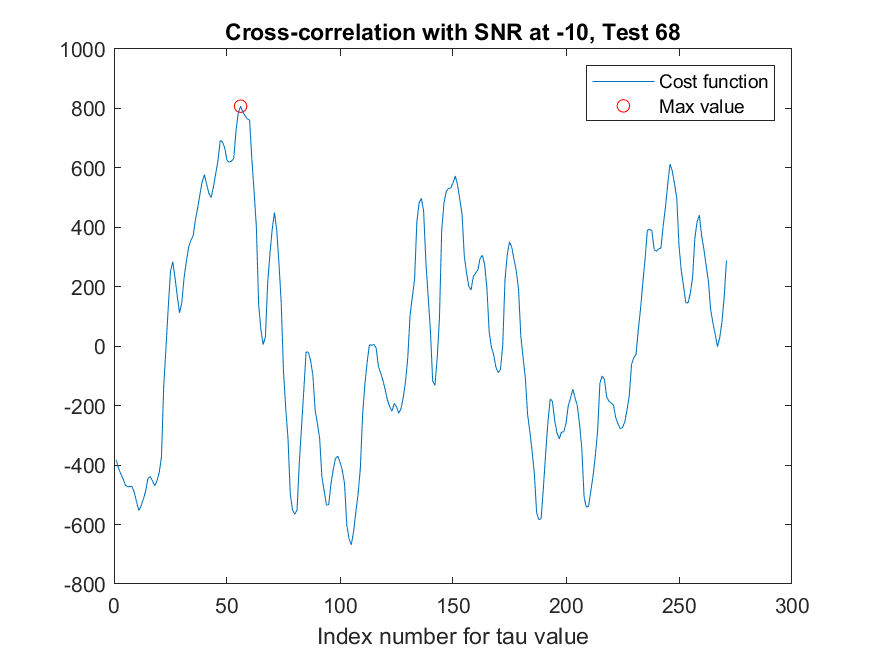 Cross-correlation with SNR at -10, Test 68
1000
800
600
400
200
0
-200
-400
-600
-800
Cost function
Max value
0 50 100 150 200 250 300
Index number for tau value